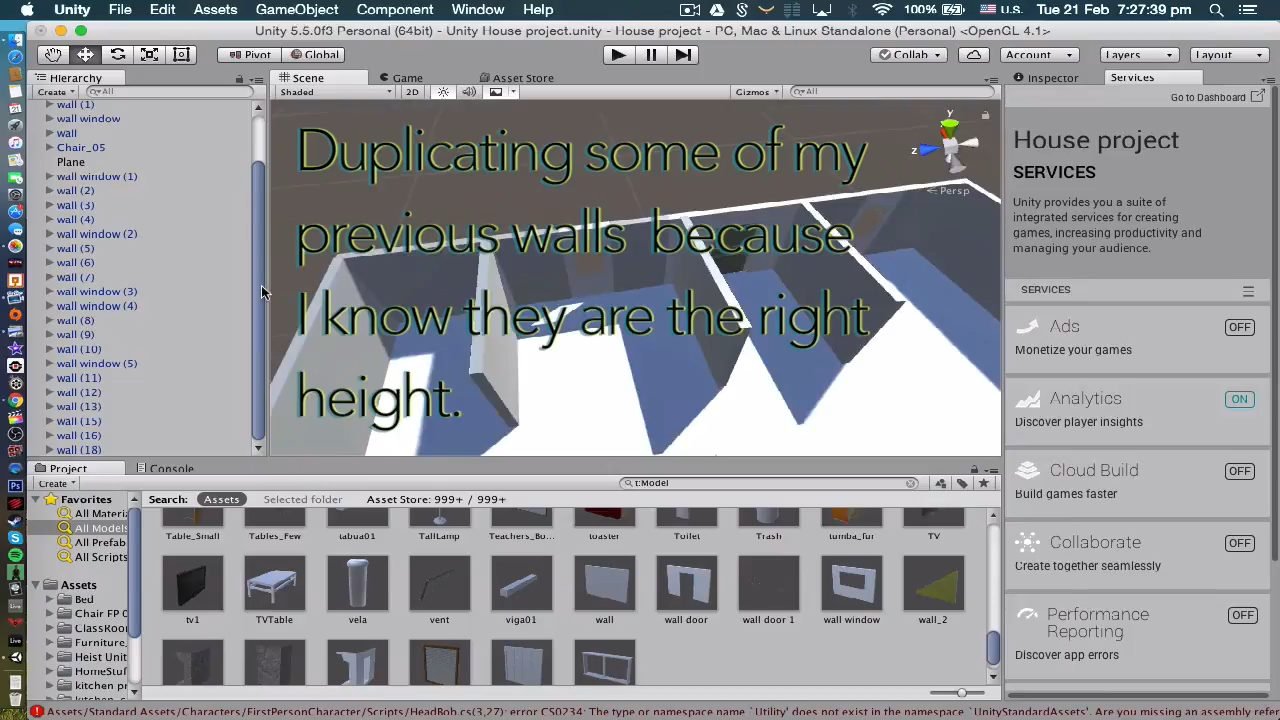 Unity File Edit Assets GameObject Component Window Help 100% U.S. Tue 21 Feb 7:27:39 pm
Unity 5.5.0f3 Personal (64bit) - Unity House project.unity - House project - PC, Mac & Linux Standalone (Personal) <OpenGL 4.1>
Pivot Global Collab Account Layers Layout
Hierarchy Scene Game Asset Store Inspector Services
Create All Shaded 2D Gizmos All Go to Dashboard
wall (1)
wall window
wall
Chair_05
Plane
wall window (1)
wall (2)
wall (3)
wall (4)
wall window (2)
wall (5)
wall (6)
wall (7)
wall window (3)
wall window (4)
wall (8)
wall (9)
wall (10)
wall window (5)
wall (11)
wall (12)
wall (13)
wall (15)
wall (16)
wall (18)
Duplicating some of my
previous walls because
I know they are the right
height.
y
z
Persp
House project
SERVICES
Unity provides you a suite of
integrated services for creating
games, increasing productivity and
managing your audience.
SERVICES
Ads OFF
Monetize your games
Analytics ON
Discover player insights
Cloud Build OFF
Build games faster
Collaborate OFF
Create together seamlessly
Performance
Reporting OFF
Discover app errors
Project Console
Create t:Model
Favorites
All Materi
All Models
All Prefab
All Scripts
Assets
Bed
Chair FP 0
ClassRoo
Furniture_
Heist Unit
HomeStuf
kitchen pr
Search: Assets Selected folder Asset Store: 999+ / 999+
Table_Small Tables_Few tabua01 TallLamp Teachers_Bo... toaster Toilet Trash tumba_fur TV
tv1 TVTable vela vent viga01 wall wall door wall door 1 wall window wall_2
Assets/Standard Assets/Characters/FirstPersonCharacter/Scripts/HeadBob.cs(3,27): error CS0234: The type or namespace name `Utility' does not exist in the namespace `UnityStandardAssets'. Are you missing an assembly refer